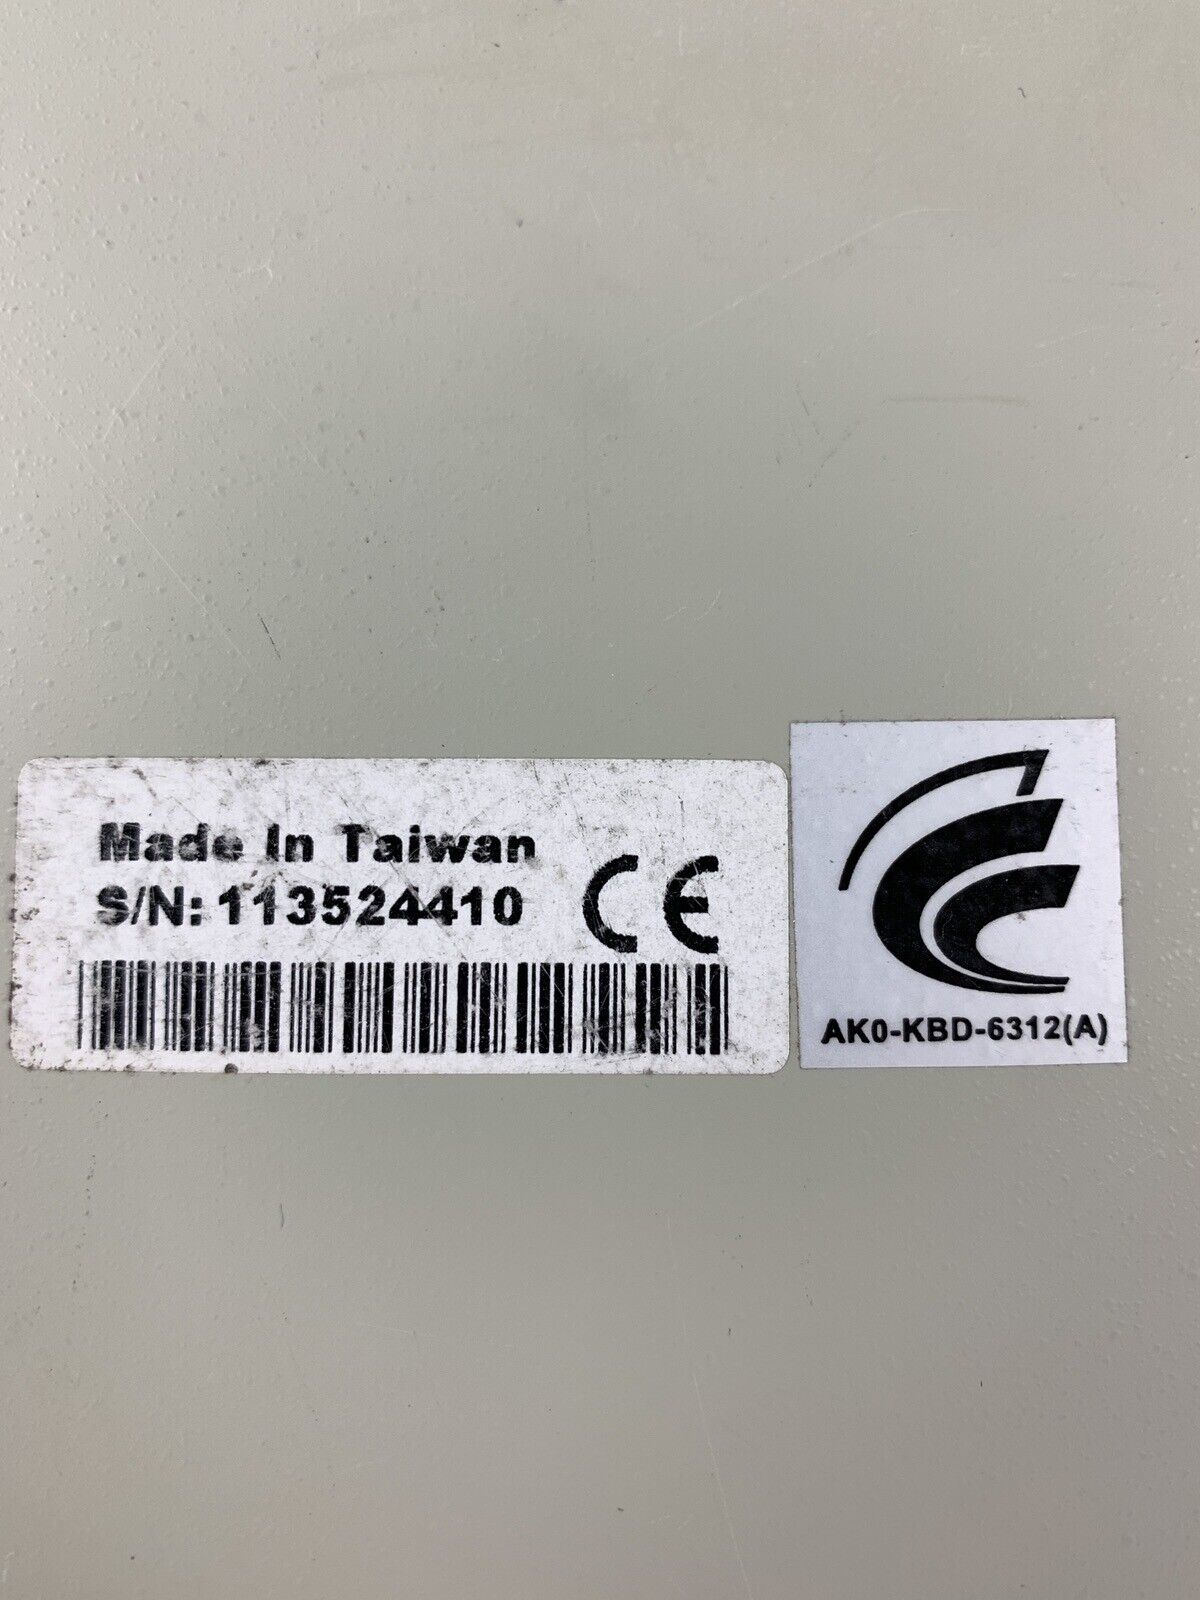 Made In Taiwan
S/N: 113524410
CE
AK0-KBD-6312(A)